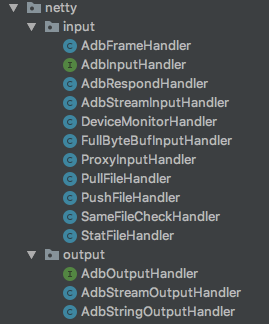 netty
input
AdbFrameHandler
AdbInputHandler
AdbRespondHandler
AdbStreamInputHandler
DeviceMonitorHandler
FullByteBufInputHandler
ProxyInputHandler
PullFileHandler
PushFileHandler
SameFileCheckHandler
StatFileHandler
output
AdbOutputHandler
AdbStreamOutputHandler
AdbStringOutputHandler